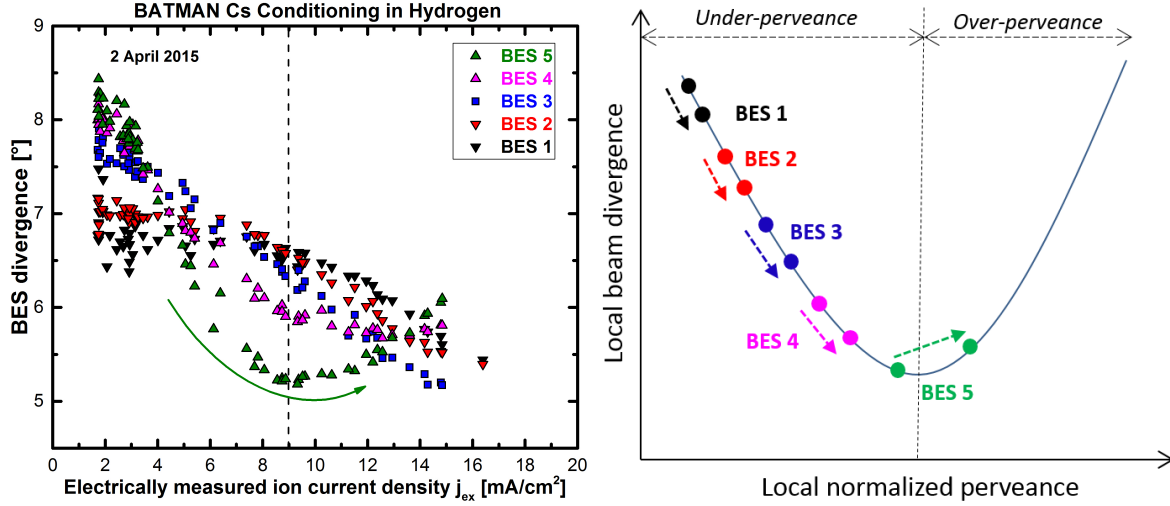 BATMAN Cs Conditioning in Hydrogen
9
8
7
6
5
BES divergence [°]
2 April 2015
BES 5
BES 4
BES 3
BES 2
BES 1
0 2 4 6 8 10 12 14 16 18 20
Electrically measured ion current density jex [mA/cm²]
Under-perveance
Over-perveance
Local beam divergence
BES 1
BES 2
BES 3
BES 4
BES 5
Local normalized perveance